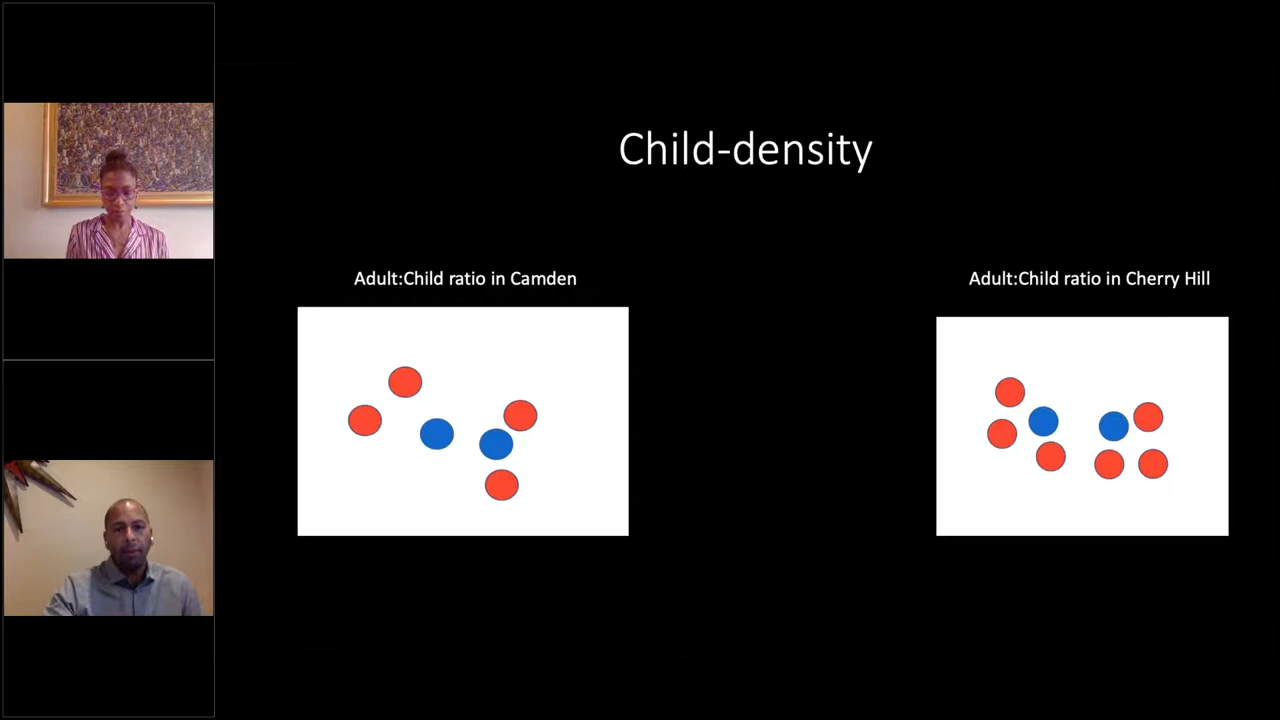 Child-density
Adult:Child ratio in Camden
Adult:Child ratio in Cherry Hill